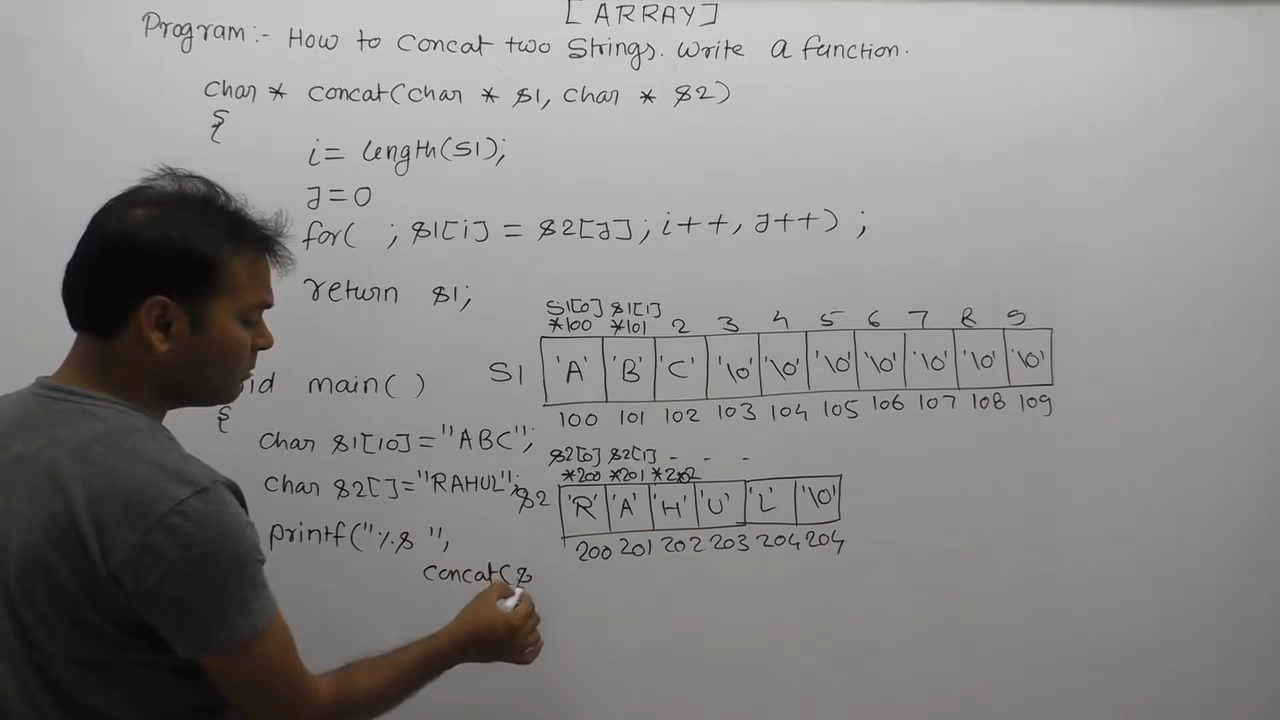 [ARRAY]
Program:- How to Concat two Strings. Write a function.
Char * concat(char * S1, char * S2)
{
i= length(S1);
J=0
for( ; S1[i] = S2[J]; i++, J++) ;
return S1;
S1[0] S1[1]
*100 *101 2 3 4 5 6 7 8 9
S1 'A' 'B' 'C' '\0' '\0' '\0' '\0' '\0' '\0' '\0'
100 101 102 103 104 105 106 107 108 109
id main( )
{
Char S1[10]="ABC";
Char S2[]="RAHUL";
S2[0] S2[1] - - -
*200 *201 *202
S2 'R' 'A' 'H' 'U' 'L' '\0'
200 201 202 203 204 204
Printf("%s ",
Concat(S